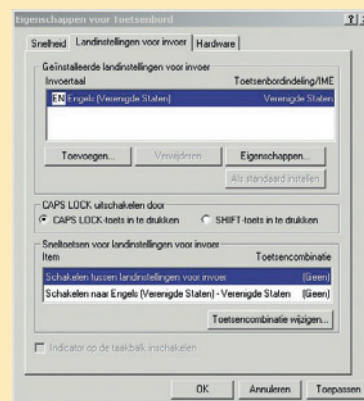 Eigenschappen voor Toetsenbord
Snelheid Landinstellingen voor invoer Hardware
Geïnstalleerde landinstellingen voor invoer
Invoertaal Toetsenbordindeling/IME
EN Engels (Verenigde Staten) Verenigde Staten
Toevoegen... Verwijderen Eigenschappen...
Als standaard instellen
CAPS LOCK uitschakelen door
CAPS LOCK-toets in te drukken SHIFT-toets in te drukken
Sneltoetsen voor landinstellingen voor invoer
Item Toetsencombinatie
Schakelen tussen landinstellingen voor invoer (Geen)
Schakelen naar Engels (Verenigde Staten) - Verenigde Staten (Geen)
Toetsencombinatie wijzigen...
Indicator op de taakbalk inschakelen
OK Annuleren Toepassen